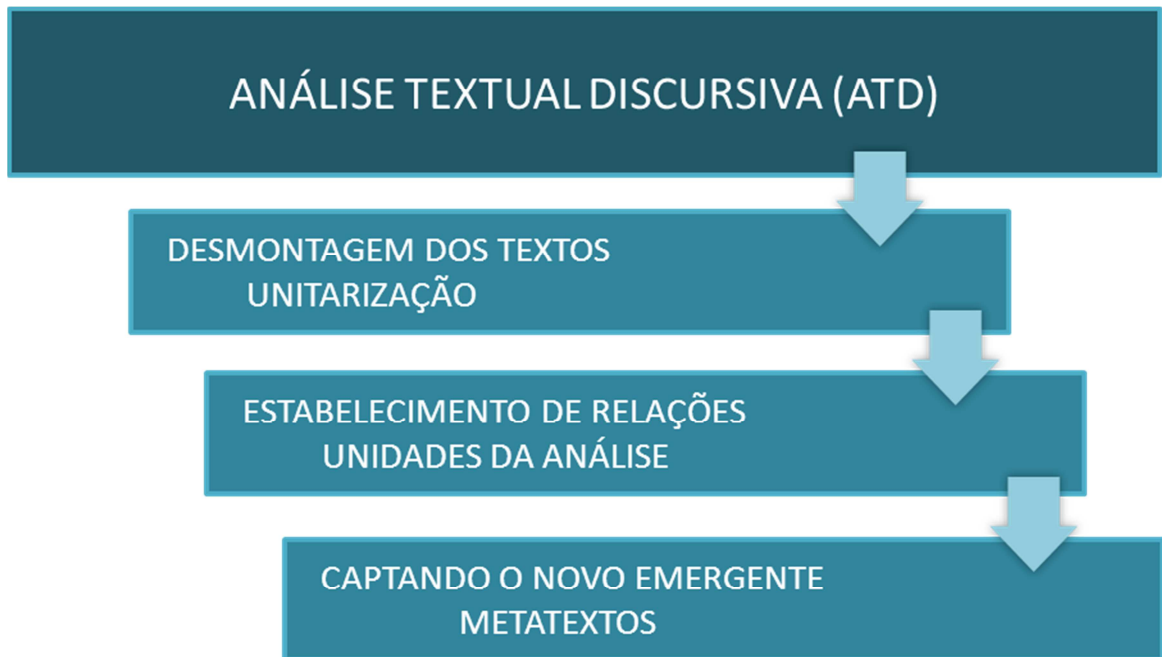 ANÁLISE TEXTUAL DISCURSIVA (ATD)
DESMONTAGEM DOS TEXTOS
UNITARIZAÇÃO
ESTABELECIMENTO DE RELAÇÕES
UNIDADES DA ANÁLISE
CAPTANDO O NOVO EMERGENTE
METATEXTOS